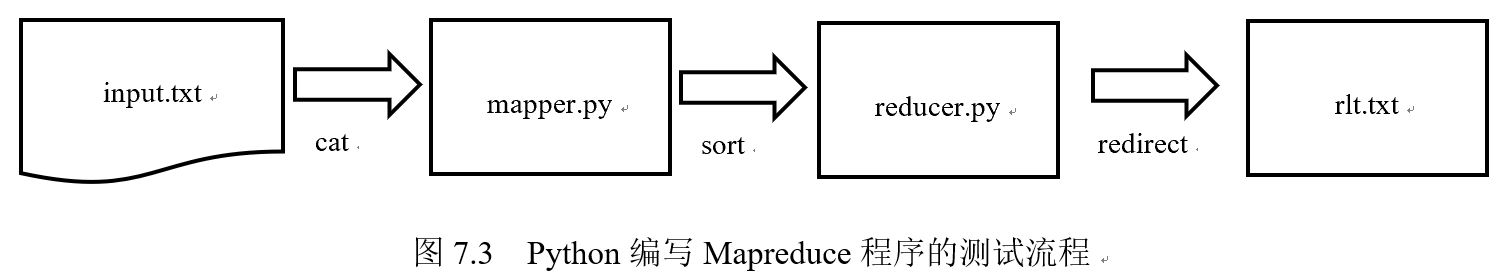 input.txt
cat
mapper.py
sort
reducer.py
redirect
rlt.txt
图 7.3 Python 编写 Mapreduce 程序的测试流程